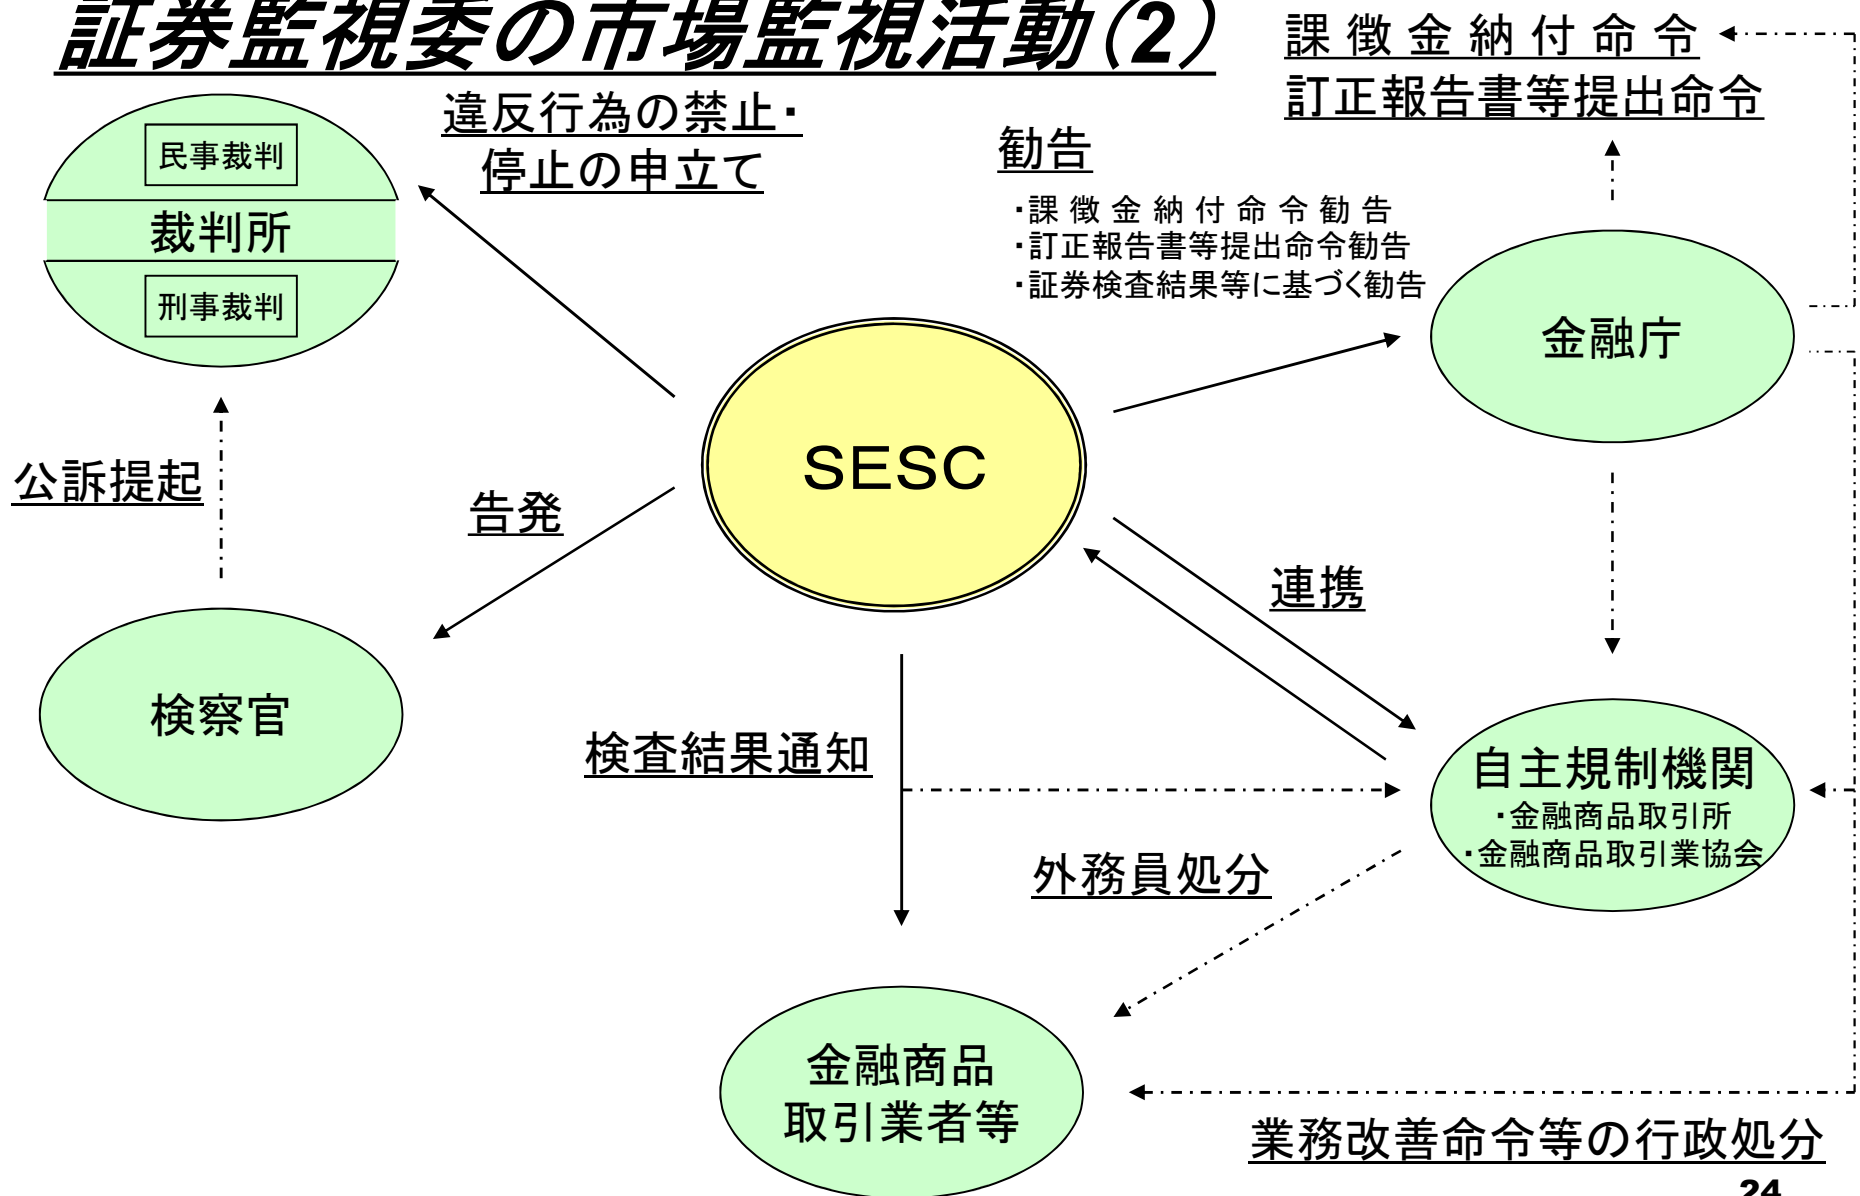 証券監視委の市場監視活動(2)
課徴金納付命令
訂正報告書等提出命令
違反行為の禁止・
停止の申立て
勧告
・課徴金納付命令勧告
・訂正報告書等提出命令勧告
・証券検査結果等に基づく勧告
民事裁判
裁判所
刑事裁判
金融庁
SESC
公訴提起
告発
連携
検察官
検査結果通知
自主規制機関
・金融商品取引所
・金融商品取引業協会
外務員処分
金融商品
取引業者等
業務改善命令等の行政処分
24